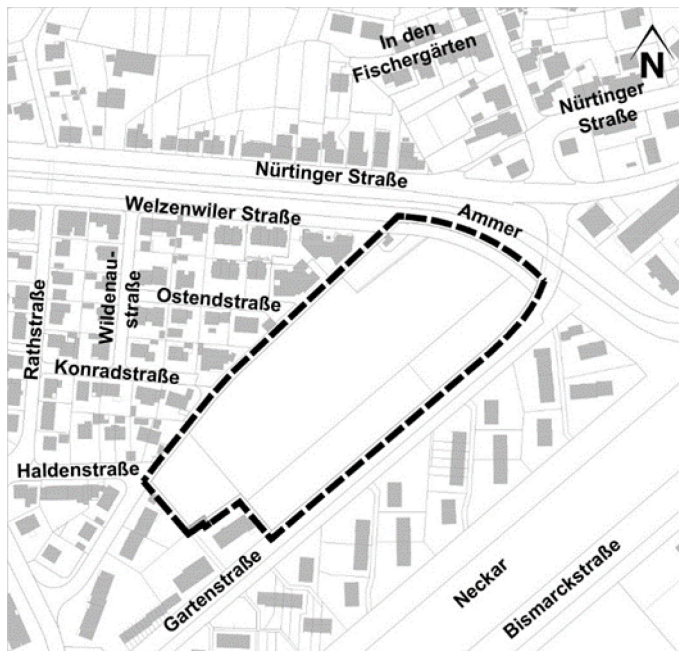 In den
Fischergärten
N
Nürtinger
Straße
Nürtinger Straße
Welzenwiler Straße
Ammer
Rathstraße
Wildenau-
straße
Ostendstraße
Konradstraße
Haldenstraße
Gartenstraße
Neckar
Bismarckstraße